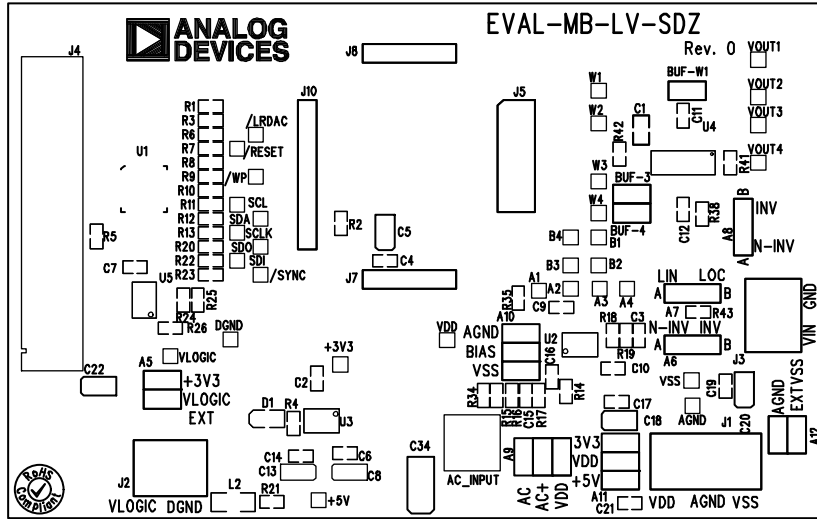 ANALOG
DEVICES
EVAL-MB-LV-SDZ
Rev. 0
J4
J8
J10
J5
R1
R3
R6
R7
R8
R9
R10
R11
R12
R13
R20
R22
R23
/LRDAC
/RESET
/WP
SCL
SDA
SCLK
SDO
SDI
/SYNC
U1
R5
C7
U5
R24
R25
R26
R2
C5
C4
J7
W1
W2
W3
W4
BUF-W1
C11
C1
U4
R42
R41
VOUT1
VOUT2
VOUT3
VOUT4
BUF-3
BUF-4
C12
R38
A8
B
INV
N-INV
A
B4
B1
B3
B2
A1
A2
A3
A4
R35
C9
A10
AGND
BIAS
VSS
U2
C16
R14
R18
C3
R19
C10
LIN
LOC
A
B
A7
R43
N-INV
INV
A
B
A6
GND
VIN
J3
VSS
C19
C20
AGND
AGND
EXTVSS
A12
C22
A5
+3V3
VLOGIC
EXT
VLOGIC
DGND
VDD
+3V3
C2
D1
R4
U3
C14
C13
C6
C8
J2
VLOGIC
DGND
L2
R21
+5V
C34
AC_INPUT
R34
R15
R16
C15
R17
A9
AC
AC+
VDD
3V3
VDD
+5V
A11
C17
C18
C21
J1
VDD
AGND
VSS
RoHS
Compliant